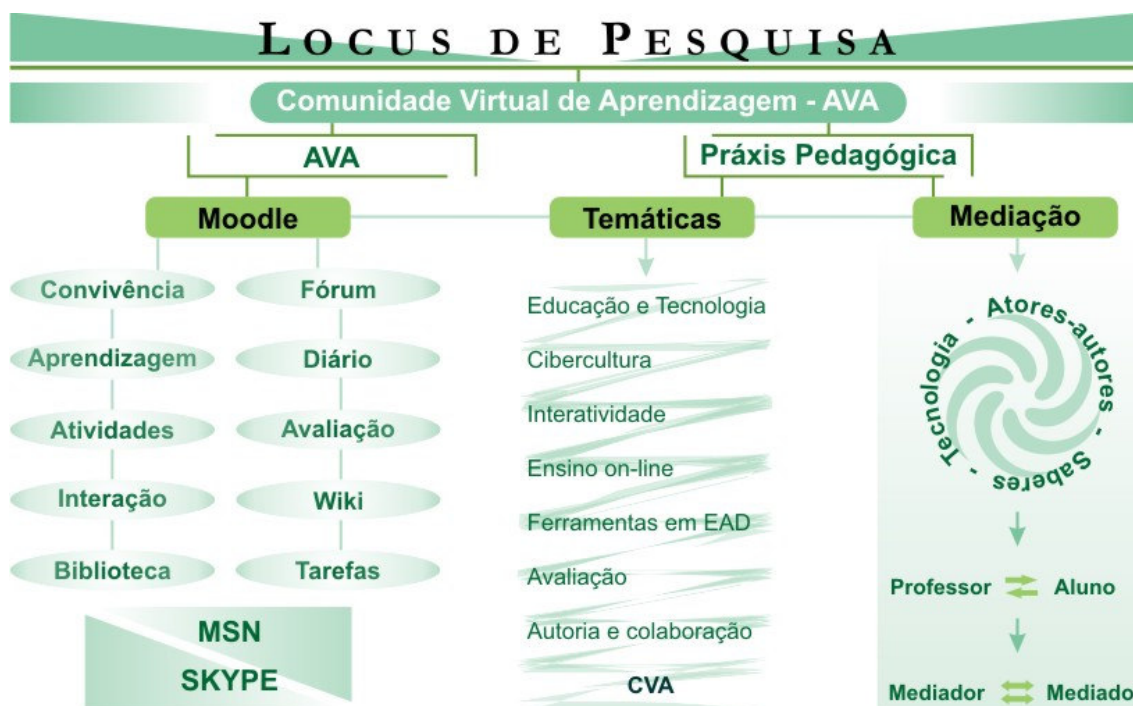 LOCUS DE PESQUISA
Comunidade Virtual de Aprendizagem - AVA
AVA
Práxis Pedagógica
Moodle
Temáticas
Mediação
Convivência
Fórum
Aprendizagem
Diário
Atividades
Avaliação
Interação
Wiki
Biblioteca
Tarefas
MSN
SKYPE
Educação e Tecnologia
Cibercultura
Interatividade
Ensino on-line
Ferramentas em EAD
Avaliação
Autoria e colaboração
CVA
Tecnologia - Atores-autores - Saberes -
Professor Aluno
Mediador Mediado